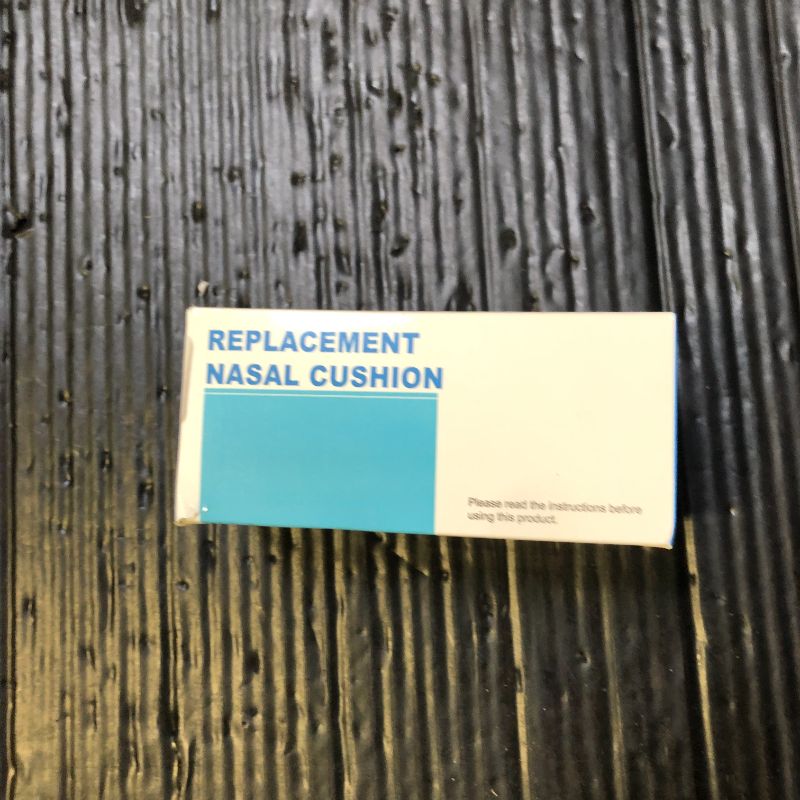 REPLACEMENT
NASAL CUSHION
Please read the instructions before
using this product.